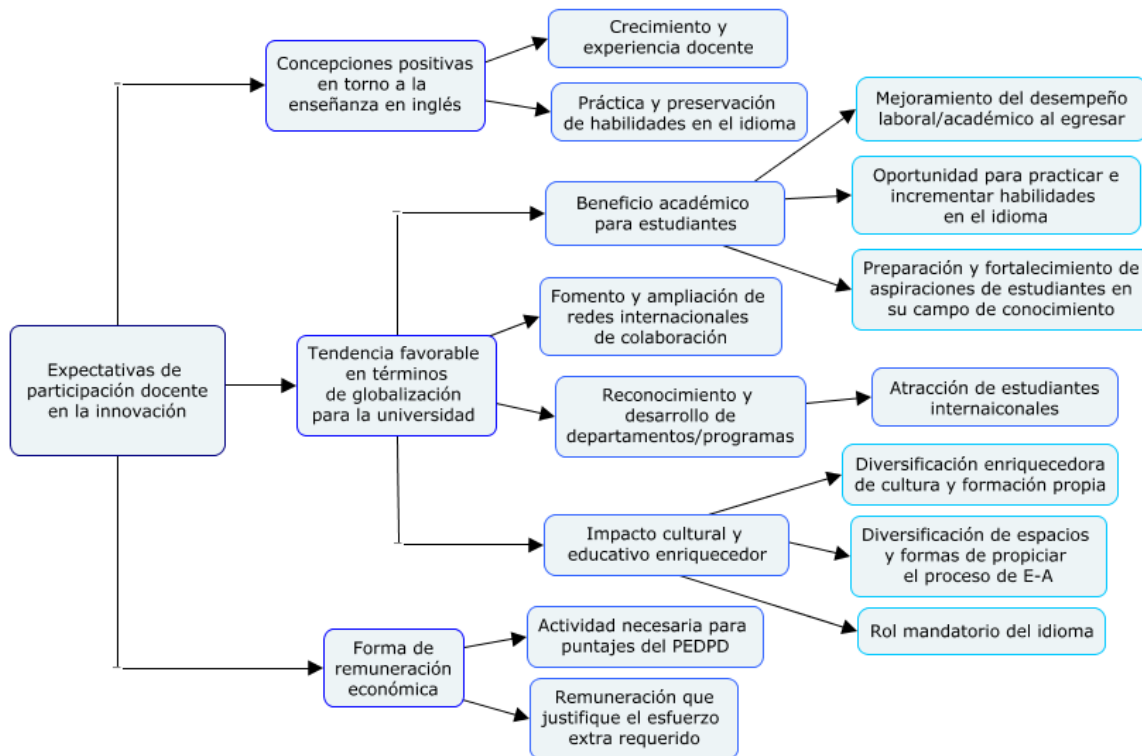 Crecimiento y
experiencia docente
Concepciones positivas
en torno a la
enseñanza en inglés
Práctica y preservación
de habilidades en el idioma
Mejoramiento del desempeño
laboral/académico al egresar
Beneficio académico
para estudiantes
Oportunidad para practicar e
incrementar habilidades
en el idioma
Preparación y fortalecimiento de
aspiraciones de estudiantes en
su campo de conocimiento
Fomento y ampliación de
redes internacionales
de colaboración
Expectativas de
participación docente
en la innovación
Tendencia favorable
en términos
de globalización
para la universidad
Reconocimiento y
desarrollo de
departamentos/programas
Atracción de estudiantes
internaiconales
Diversificación enriquecedora
de cultura y formación propia
Impacto cultural y
educativo enriquecedor
Diversificación de espacios
y formas de propiciar
el proceso de E-A
Rol mandatorio del idioma
Forma de
remuneración
económica
Actividad necesaria para
puntajes del PEDPD
Remuneración que
justifique el esfuerzo
extra requerido